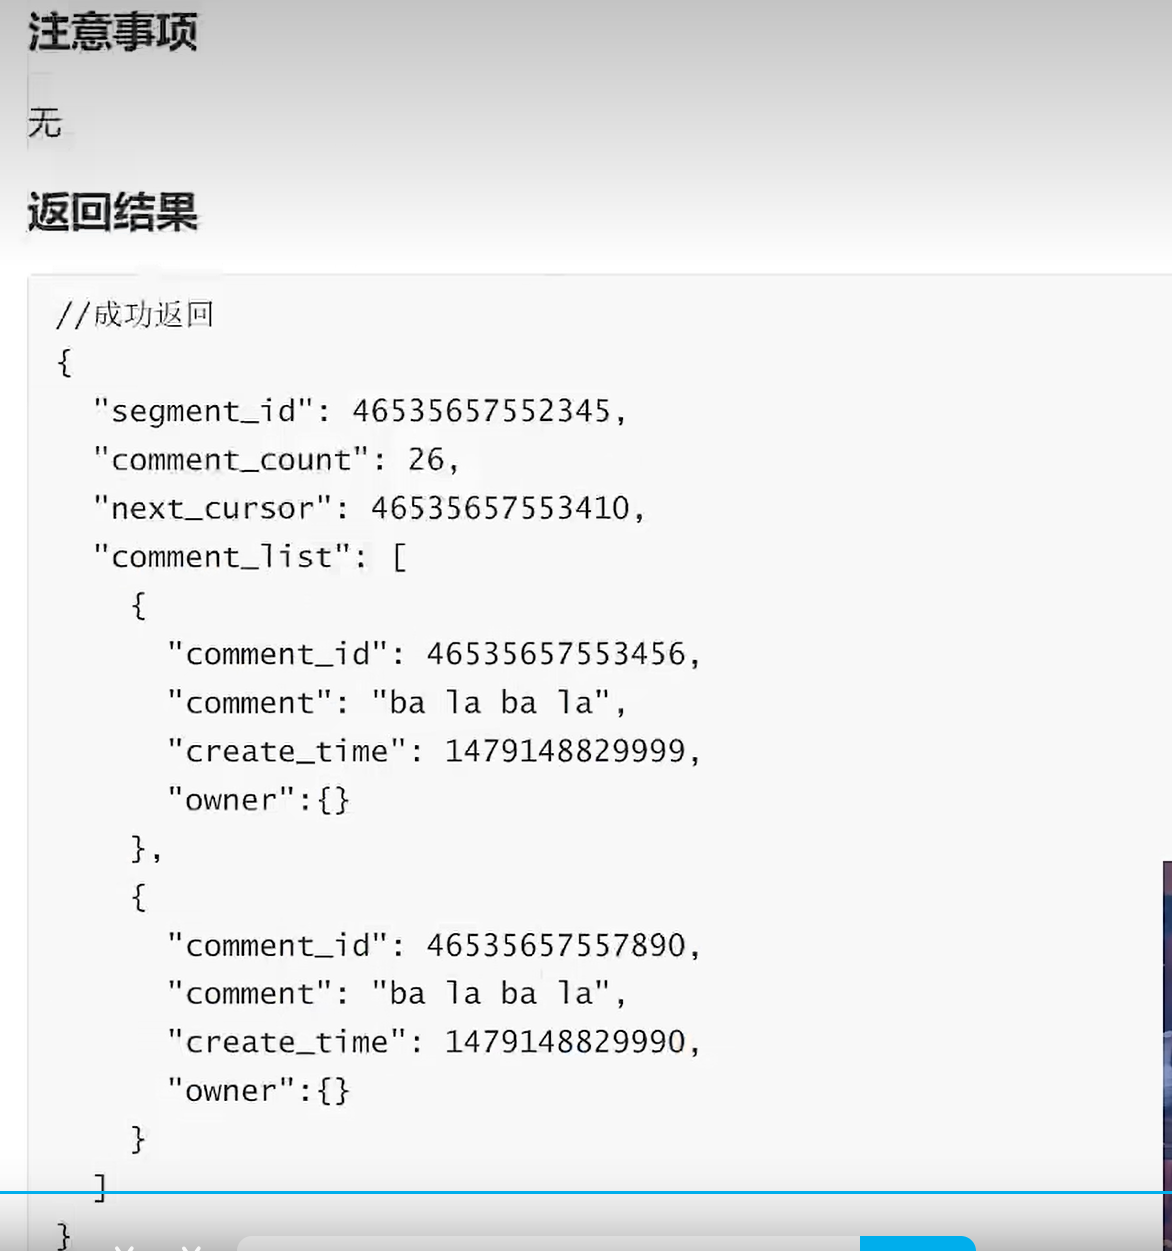 注意事项
无
返回结果
//成功返回
{
"segment_id": 46535657552345,
"comment_count": 26,
"next_cursor": 46535657553410,
"comment_list": [
{
"comment_id": 46535657553456,
"comment": "ba la ba la",
"create_time": 1479148829999,
"owner":{}
},
{
"comment_id": 46535657557890,
"comment": "ba la ba la",
"create_time": 1479148829990,
"owner":{}
}
]
}